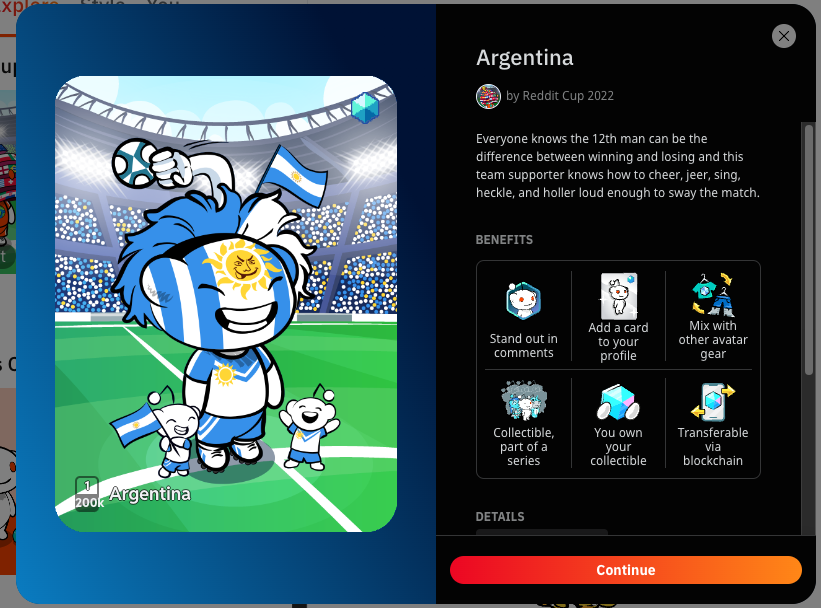 Explore
Style
You
Argentina
by Reddit Cup 2022
Everyone knows the 12th man can be the
difference between winning and losing and this
team supporter knows how to cheer, jeer, sing,
heckle, and holler loud enough to sway the match.
BENEFITS
Stand out in
comments
Add a card
to your
profile
Mix with
other avatar
gear
Collectible,
part of a
series
You own
your
collectible
Transferable
via
blockchain
DETAILS
Continue
1
200k
Argentina